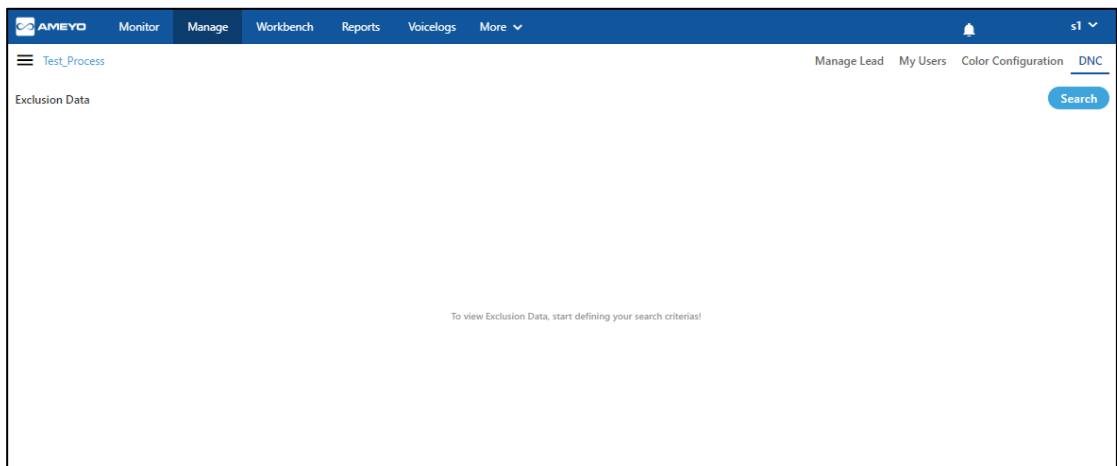 AMEYO Monitor Manage Workbench Reports Voicelogs More s1
Test_Process Manage Lead My Users Color Configuration DNC
Exclusion Data Search
To view Exclusion Data, start defining your search criterias!